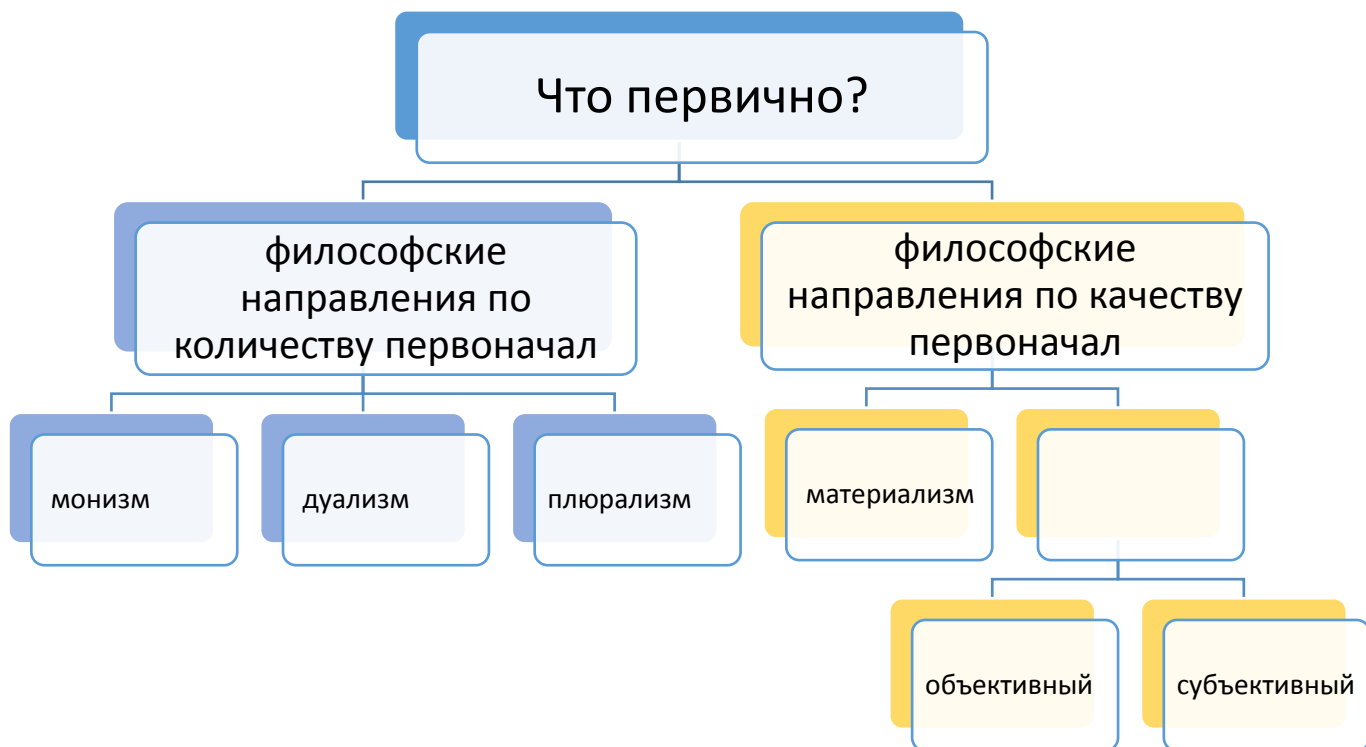 Что первично?
философские
направления по
количеству первоначал
философские
направления по качеству
первоначал
монизм
дуализм
плюрализм
материализм
объективный
субъективный